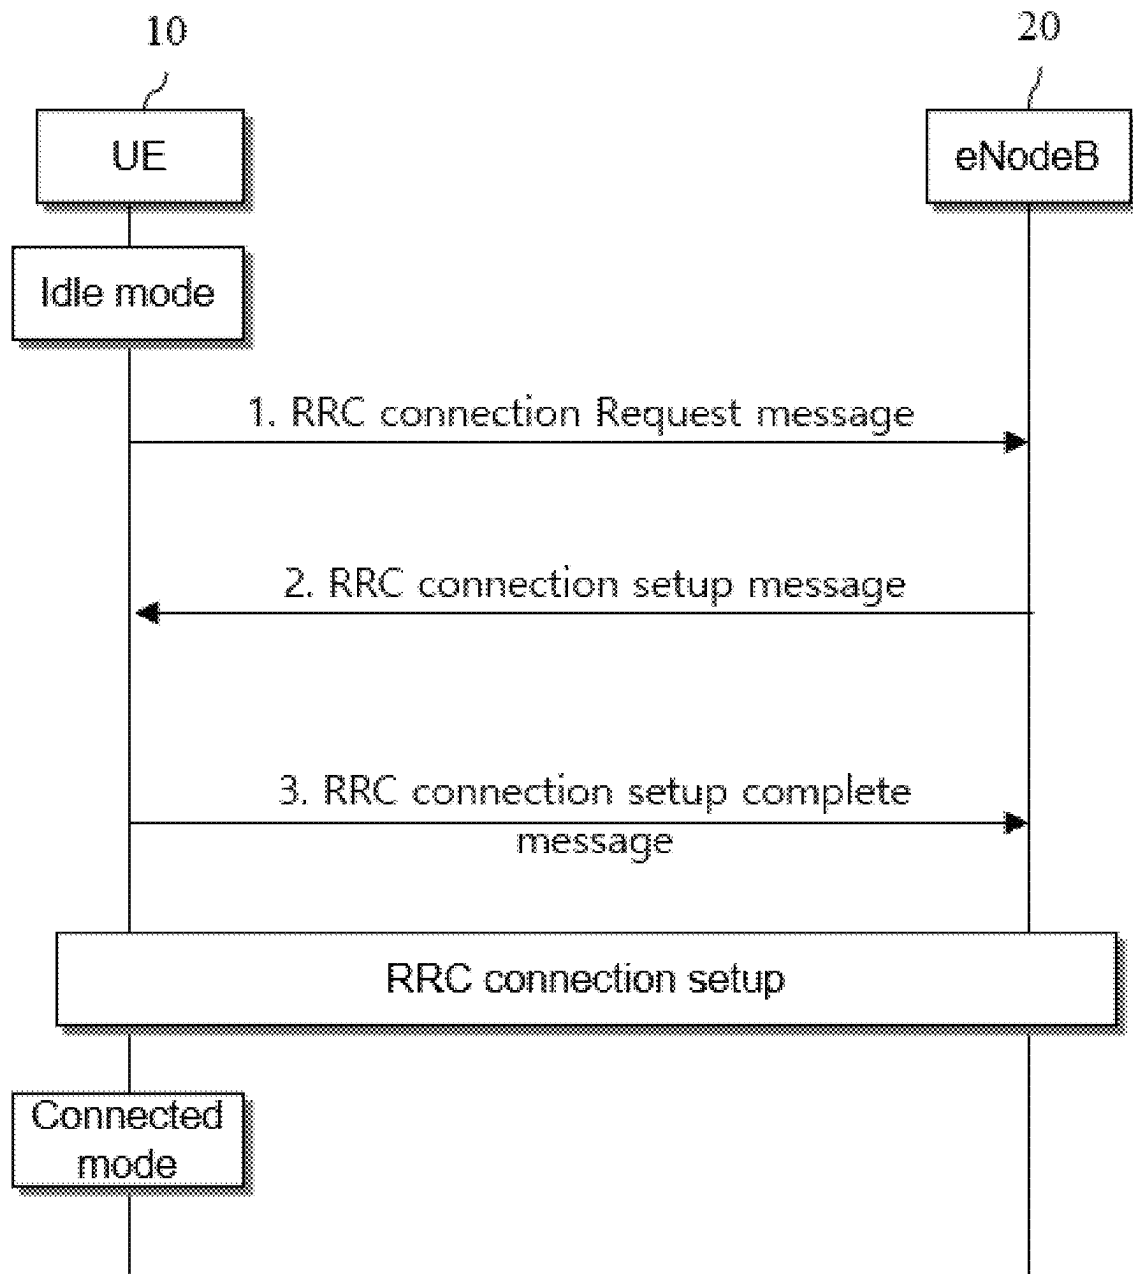 10
20
UE
eNodeB
Idle mode
1. RRC connection Request message
2. RRC connection setup message
3. RRC connection setup complete
message
RRC connection setup
Connected
mode